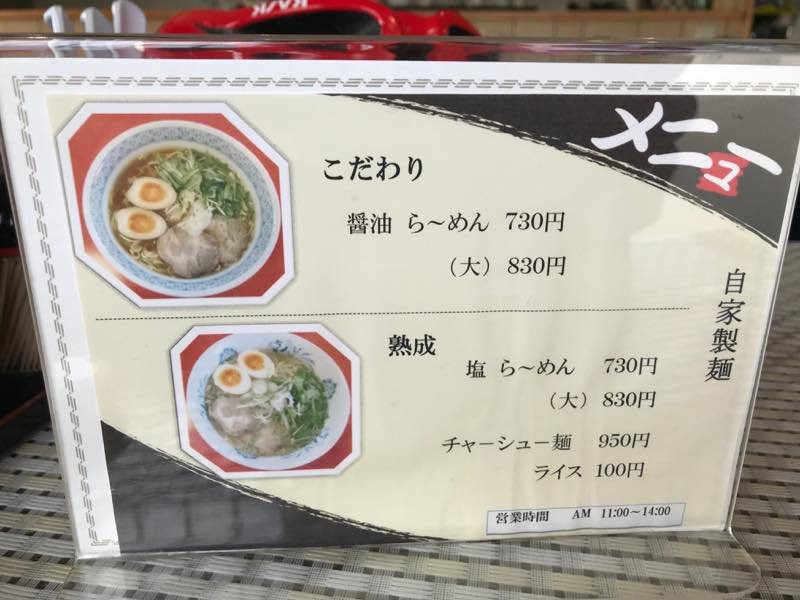 メニュー
こだわり
醤油 ら～めん 730円
（大）830円
自家製麺
熟成
塩 ら～めん 730円
（大）830円
チャーシュー麺 950円
ライス 100円
営業時間 AM 11:00～14:00